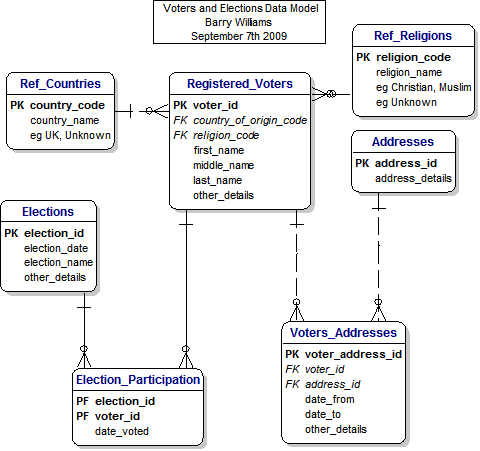 Voters and Elections Data Model
Barry Williams
September 7th 2009
Ref_Religions
PK religion_code
religion_name
eg Christian, Muslim
eg Unknown
Ref_Countries
PK country_code
country_name
eg UK, Unknown
Registered_Voters
PK voter_id
FK country_of_origin_code
FK religion_code
first_name
middle_name
last_name
other_details
Addresses
PK address_id
address_details
Elections
PK election_id
election_date
election_name
other_details
Voters_Addresses
PK voter_address_id
FK voter_id
FK address_id
date_from
date_to
other_details
Election_Participation
PF election_id
PF voter_id
date_voted